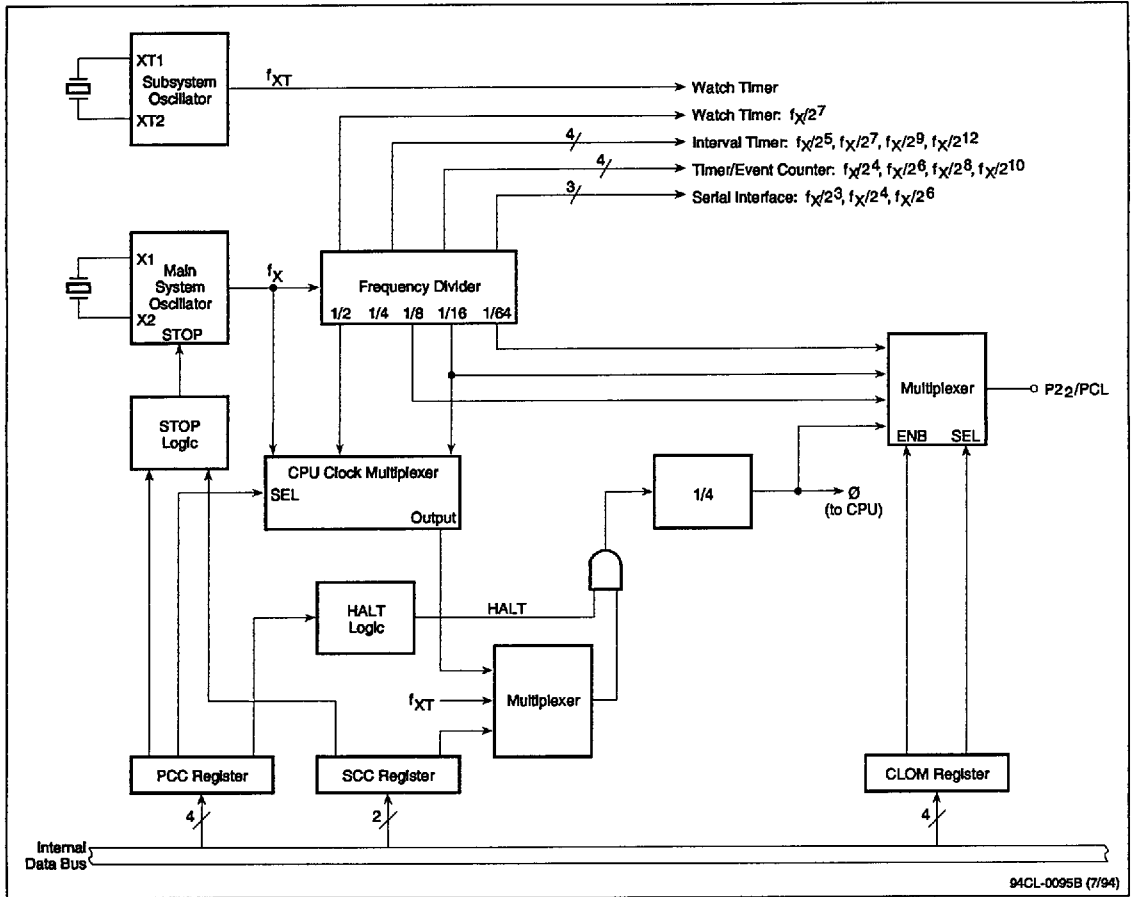 XT1
Subsystem
Oscillator
XT2
fXT
Watch Timer
Watch Timer: fX/2^7
4
Interval Timer: fX/2^5, fX/2^7, fX/2^9, fX/2^12
4
Timer/Event Counter: fX/2^4, fX/2^6, fX/2^8, fX/2^10
3
Serial Interface: fX/2^3, fX/2^4, fX/2^6
X1
Main
System
Oscillator
X2
STOP
fX
Frequency Divider
1/2 1/4 1/8 1/16 1/64
Multiplexer
ENB SEL
P2₂/PCL
STOP
Logic
CPU Clock Multiplexer
SEL
Output
1/4
Ø
(to CPU)
HALT
Logic
HALT
fXT
Multiplexer
PCC Register
SCC Register
CLOM Register
4
2
4
Internal
Data Bus
94CL-0095B (7/94)